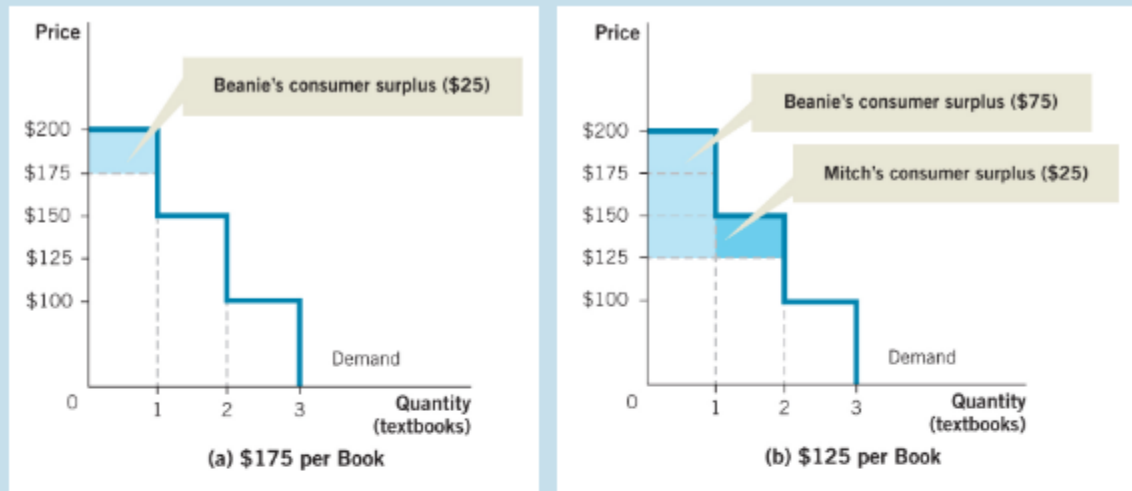 Price
Beanie's consumer surplus ($25)
$200
$175
$150
$125
$100
Demand
0
1
2
3
Quantity
(textbooks)
(a) $175 per Book
Price
Beanie's consumer surplus ($75)
$200
Mitch's consumer surplus ($25)
$175
$150
$125
$100
Demand
0
1
2
3
Quantity
(textbooks)
(b) $125 per Book